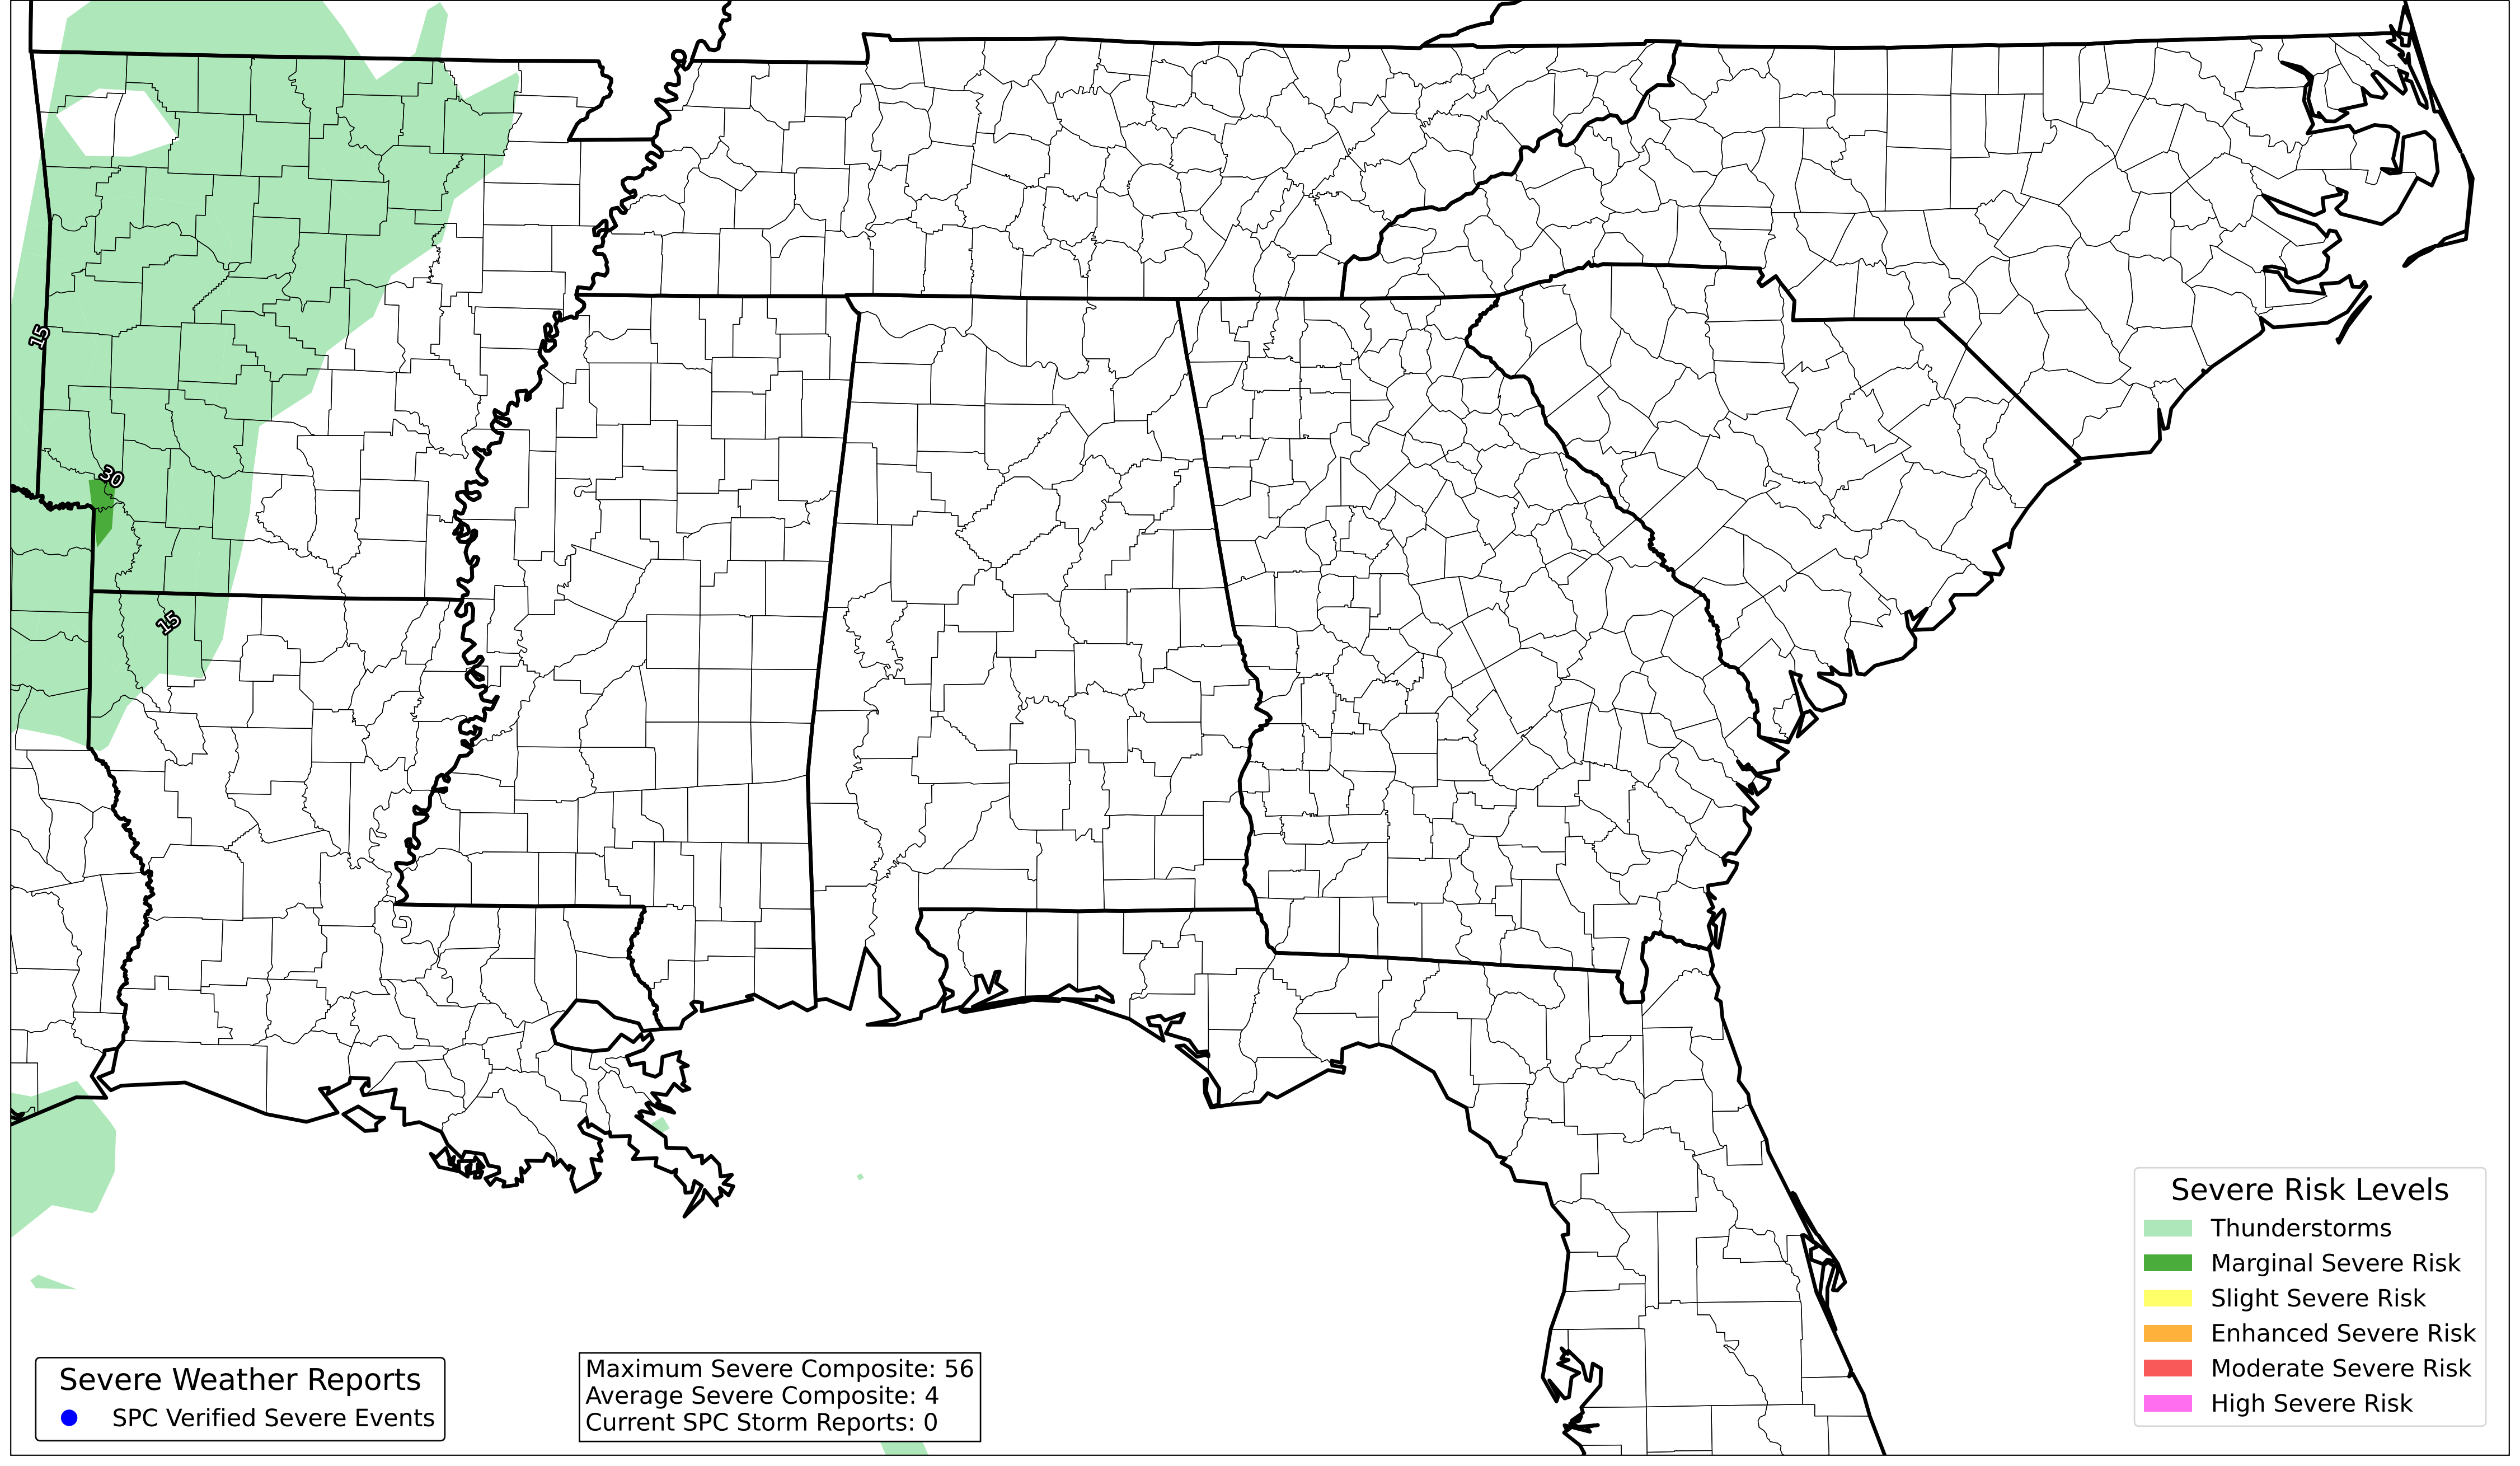 15
30
15
Severe Risk Levels
Thunderstorms
Marginal Severe Risk
Slight Severe Risk
Enhanced Severe Risk
Moderate Severe Risk
High Severe Risk
Severe Weather Reports
SPC Verified Severe Events
Maximum Severe Composite: 56
Average Severe Composite: 4
Current SPC Storm Reports: 0